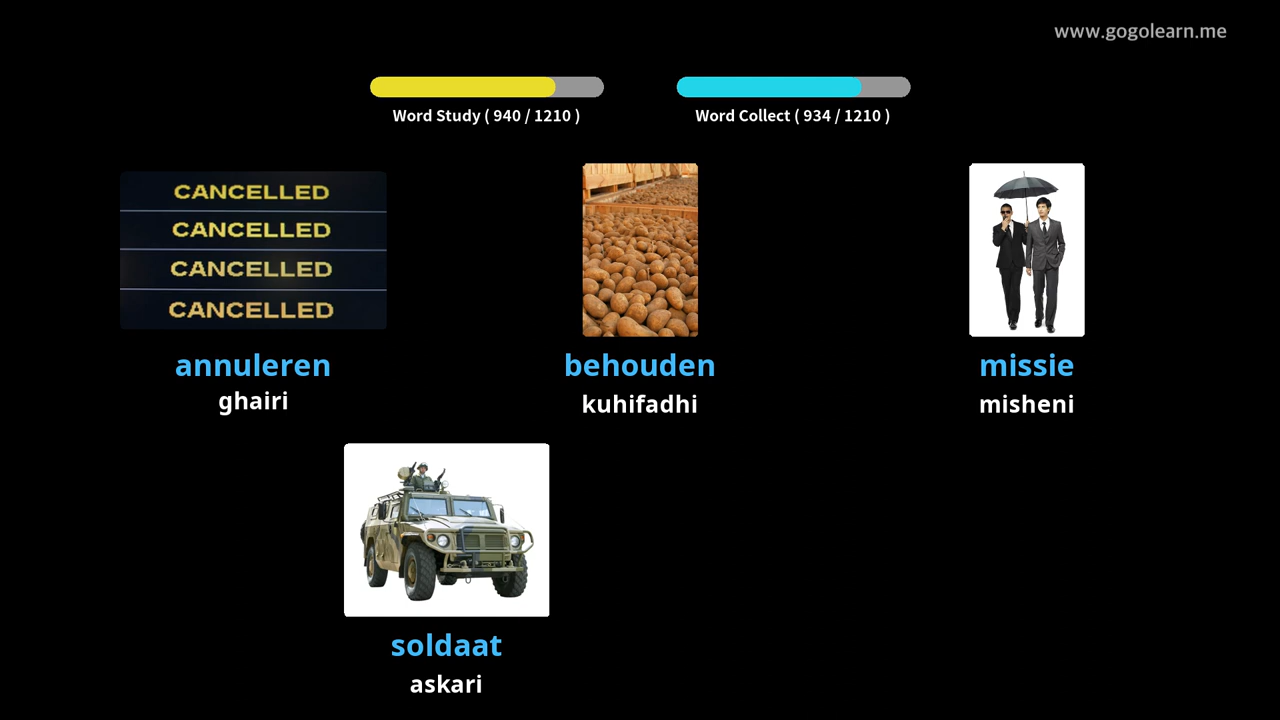 www.gogolearn.me
Word Study ( 940 / 1210 )
Word Collect ( 934 / 1210 )
CANCELLED
CANCELLED
CANCELLED
CANCELLED
annuleren
ghairi
behouden
kuhifadhi
missie
misheni
soldaat
askari